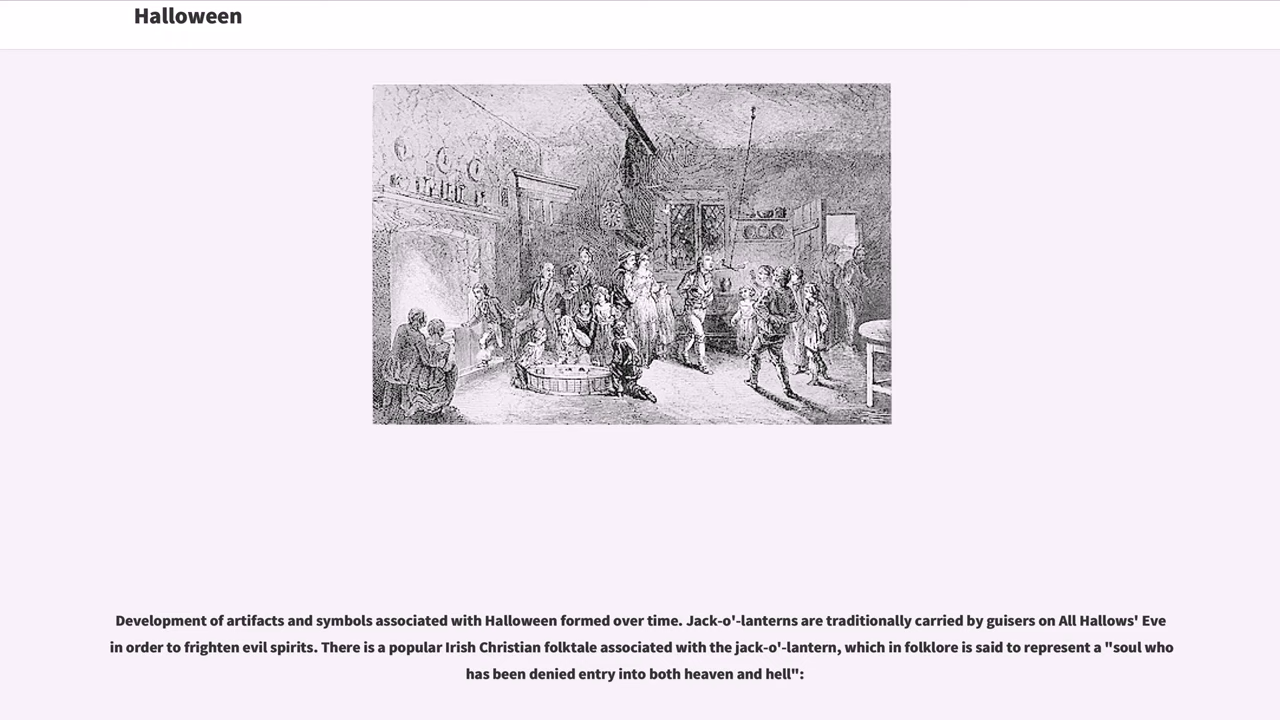 Halloween
Development of artifacts and symbols associated with Halloween formed over time. Jack-o'-lanterns are traditionally carried by guisers on All Hallows' Eve
in order to frighten evil spirits. There is a popular Irish Christian folktale associated with the jack-o'-lantern, which in folklore is said to represent a "soul who
has been denied entry into both heaven and hell":